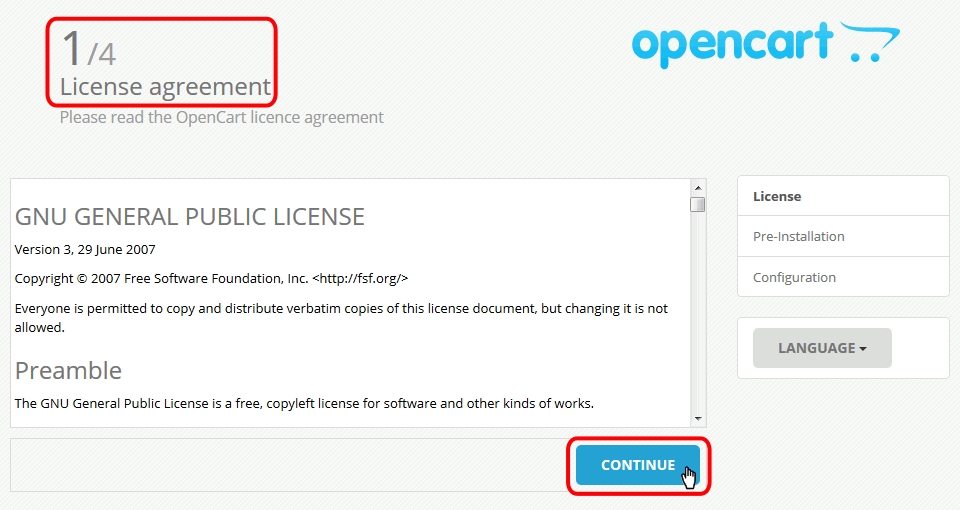 1/4
License agreement
Please read the OpenCart licence agreement
opencart
GNU GENERAL PUBLIC LICENSE
Version 3, 29 June 2007
Copyright © 2007 Free Software Foundation, Inc. <http://fsf.org/>
Everyone is permitted to copy and distribute verbatim copies of this license document, but changing it is not
allowed.
Preamble
The GNU General Public License is a free, copyleft license for software and other kinds of works.
CONTINUE
License
Pre-Installation
Configuration
LANGUAGE